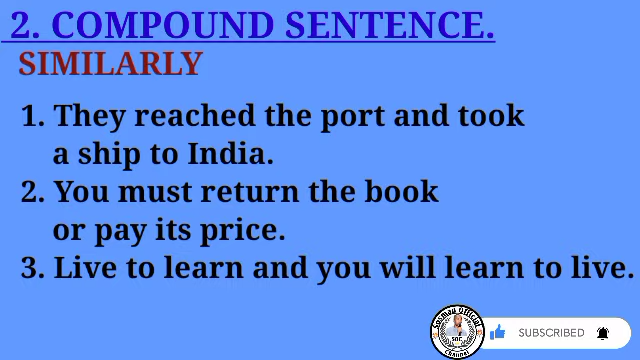 2. COMPOUND SENTENCE.
SIMILARLY
1. They reached the port and took
a ship to India.
2. You must return the book
or pay its price.
3. Live to learn and you will learn to live.
SUBSCRIBED